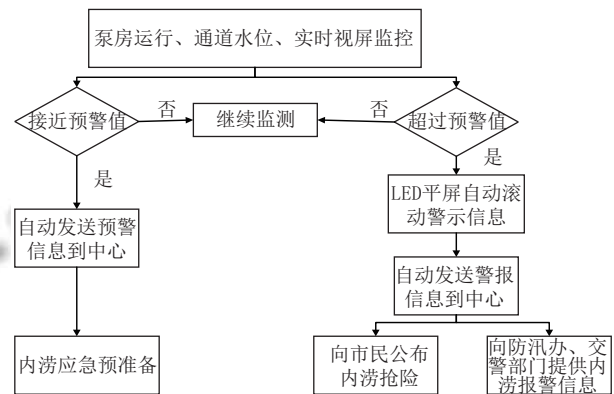 泵房运行、通道水位、实时视屏监控
接近预警值
否
继续监测
否
超过预警值
是
是
LED平屏自动滚
动警示信息
自动发送预警
信息到中心
自动发送警报
信息到中心
内涝应急预准备
向市民公布
内涝抢险
向防汛办、交
警部门提供内
涝报警信息